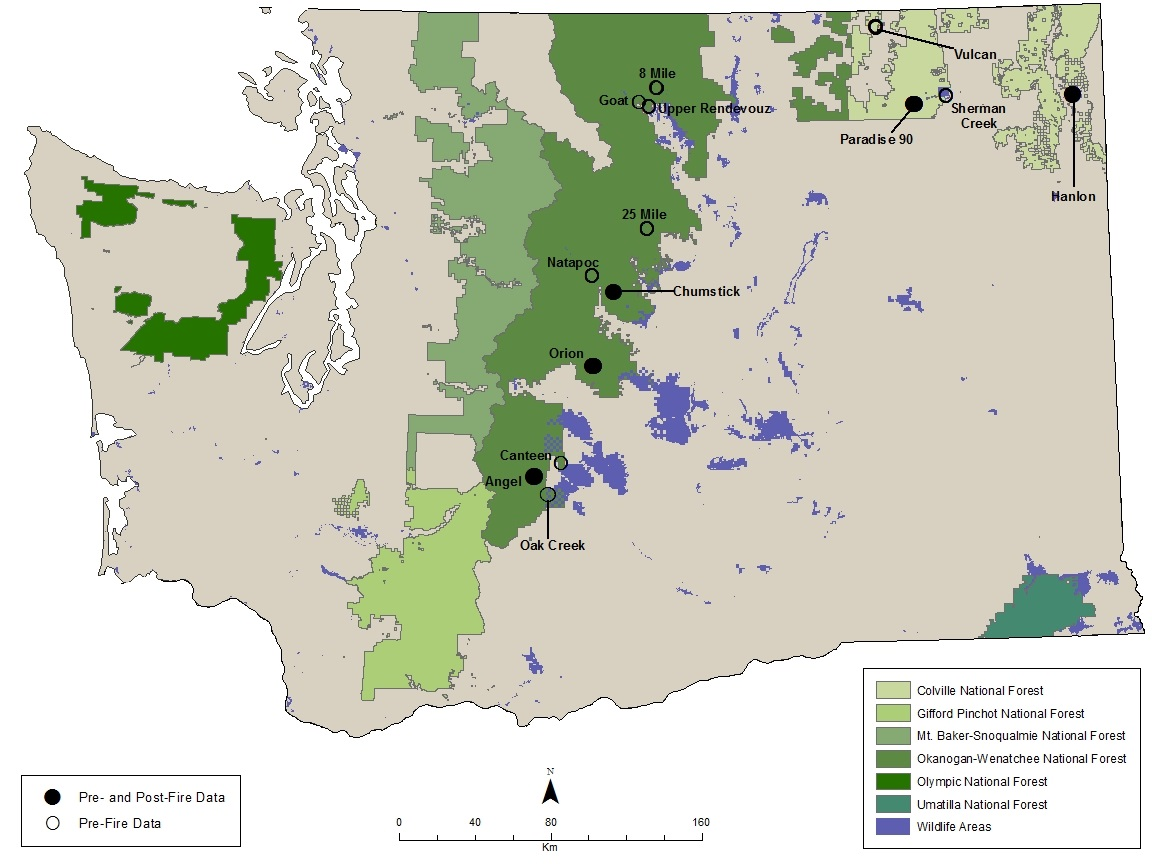 Vulcan
8 Mile
Goat
Upper Rendevouz
Sherman
Creek
Paradise 90
Hanlon
25 Mile
Natapoc
Chumstick
Orion
Canteen
Angel
Oak Creek
Colville National Forest
Gifford Pinchot National Forest
Mt. Baker-Snoqualmie National Forest
Okanogan-Wenatchee National Forest
Olympic National Forest
Umatilla National Forest
Wildlife Areas
Pre- and Post-Fire Data
Pre-Fire Data
N
0 40 80 160
Km